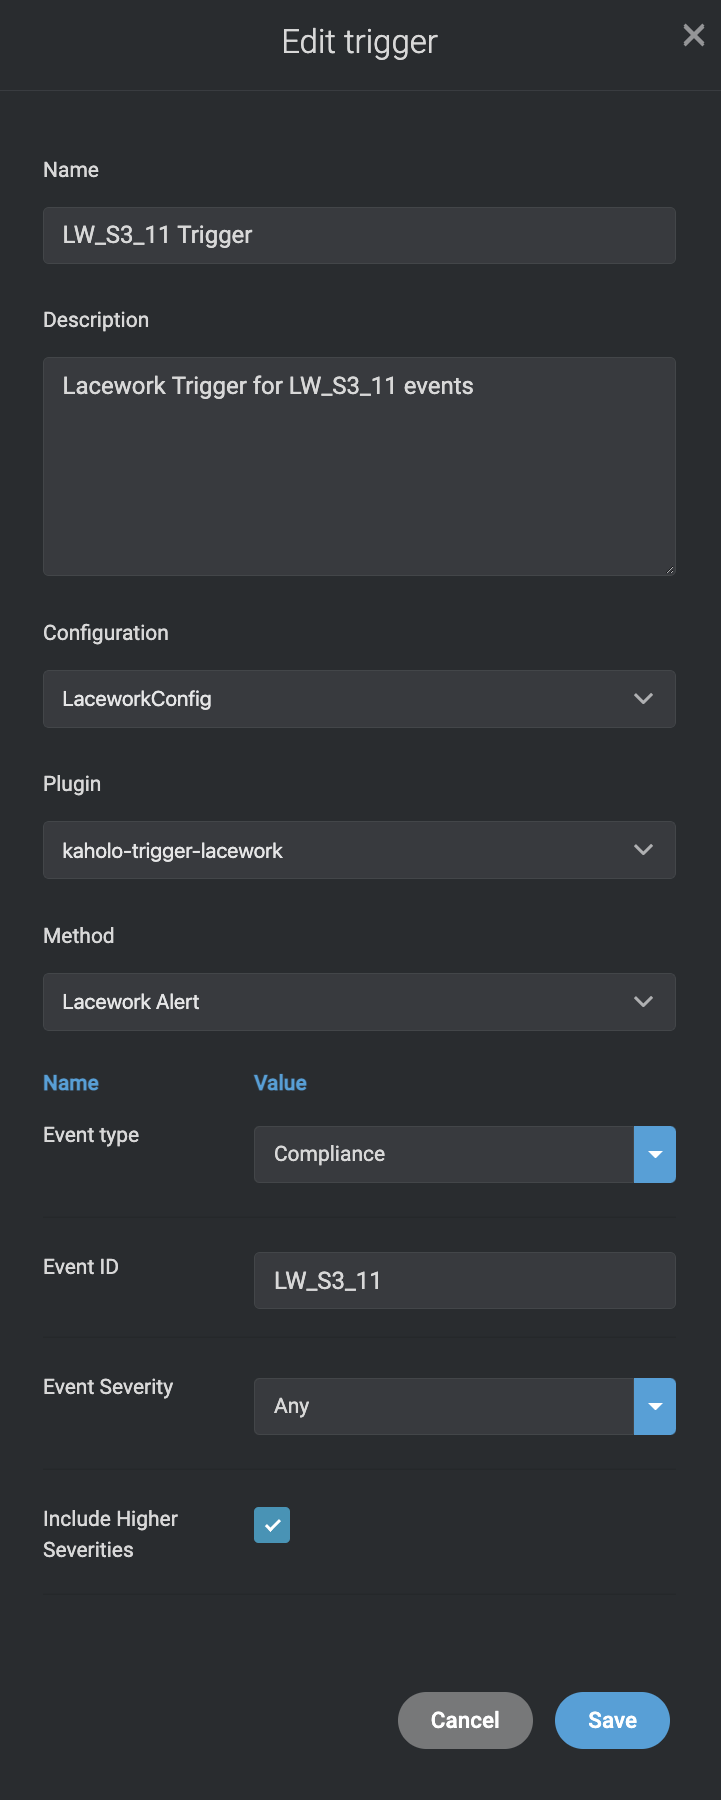 Edit trigger
Name
LW_S3_11 Trigger
Description
Lacework Trigger for LW_S3_11 events
Configuration
LaceworkConfig
Plugin
kaholo-trigger-lacework
Method
Lacework Alert
Name Value
Event type Compliance
Event ID LW_S3_11
Event Severity Any
Include Higher
Severities
Cancel Save